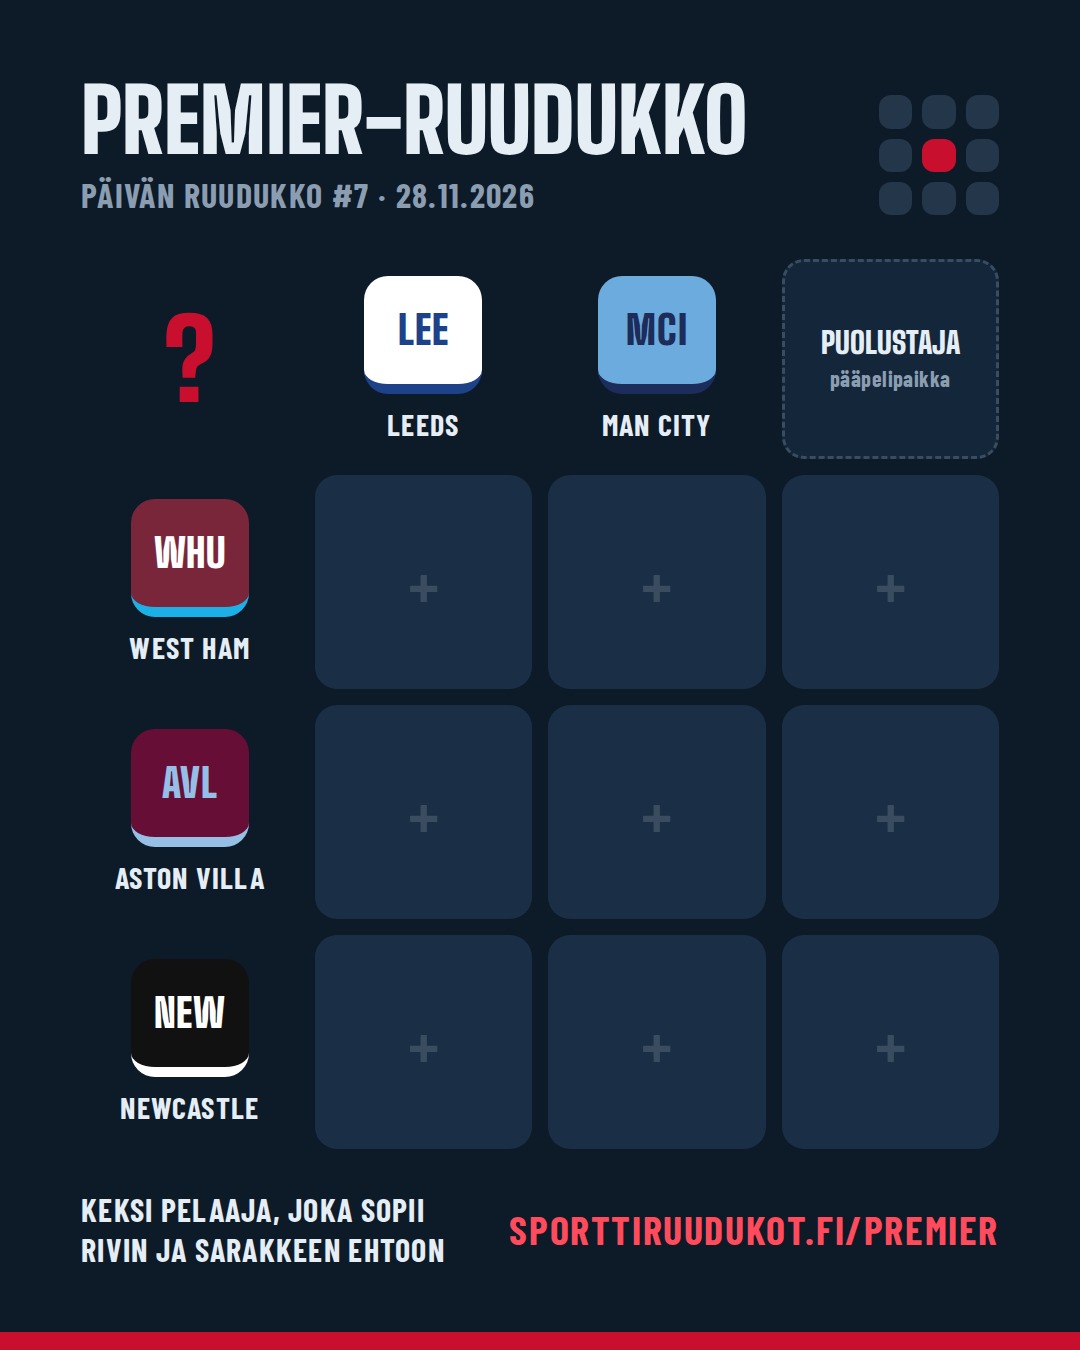 PREMIER-RUUDUKKO
PÄIVÄN RUUDUKKO #7 · 28.11.2026
?
LEE
LEEDS
MCI
MAN CITY
PUOLUSTAJA
pääpelipaikka
WHU
WEST HAM
+ + +
AVL
ASTON VILLA
+ + +
NEW
NEWCASTLE
+ + +
KEKSI PELAAJA, JOKA SOPII
RIVIN JA SARAKKEEN EHTOON
SPORTTIRUUDUKOT.FI/PREMIER